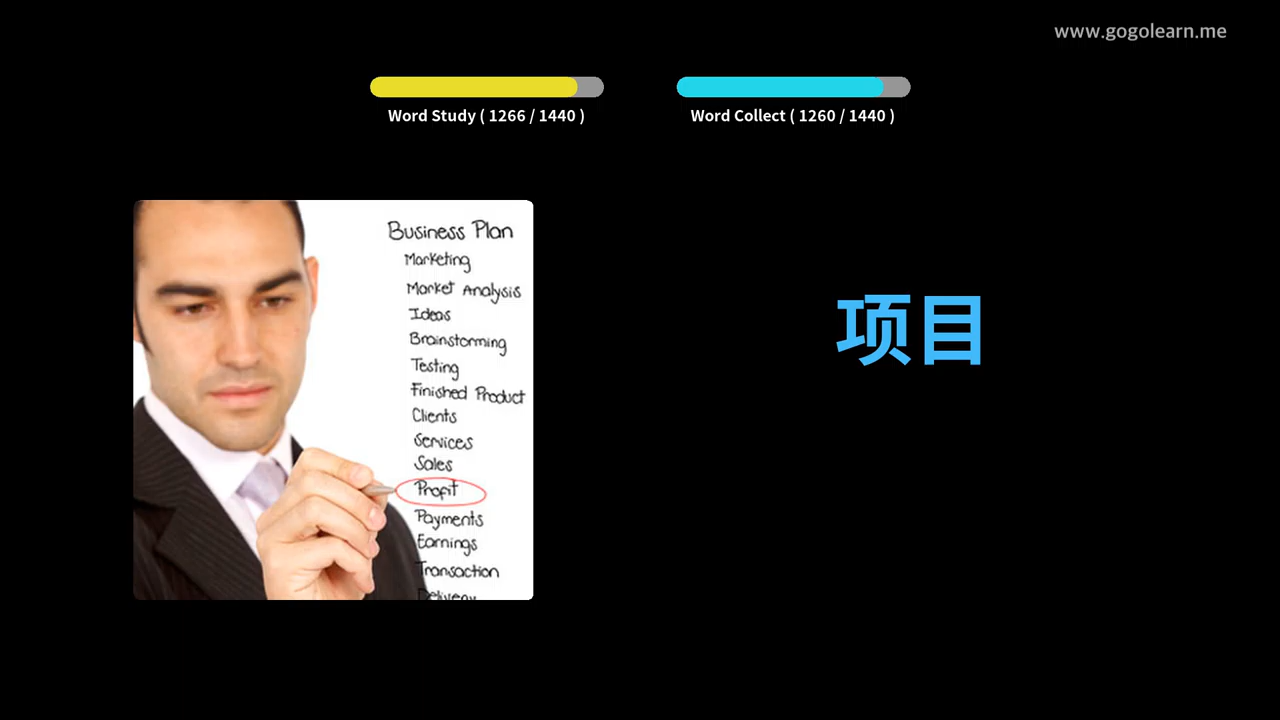 www.gogolearn.me
Word Study ( 1266 / 1440 )
Word Collect ( 1260 / 1440 )
Business Plan
Marketing
Market Analysis
Ideas
Brainstorming
Testing
Finished Product
Clients
Services
Sales
Profit
Payments
Earnings
Transaction
Delivery
项目